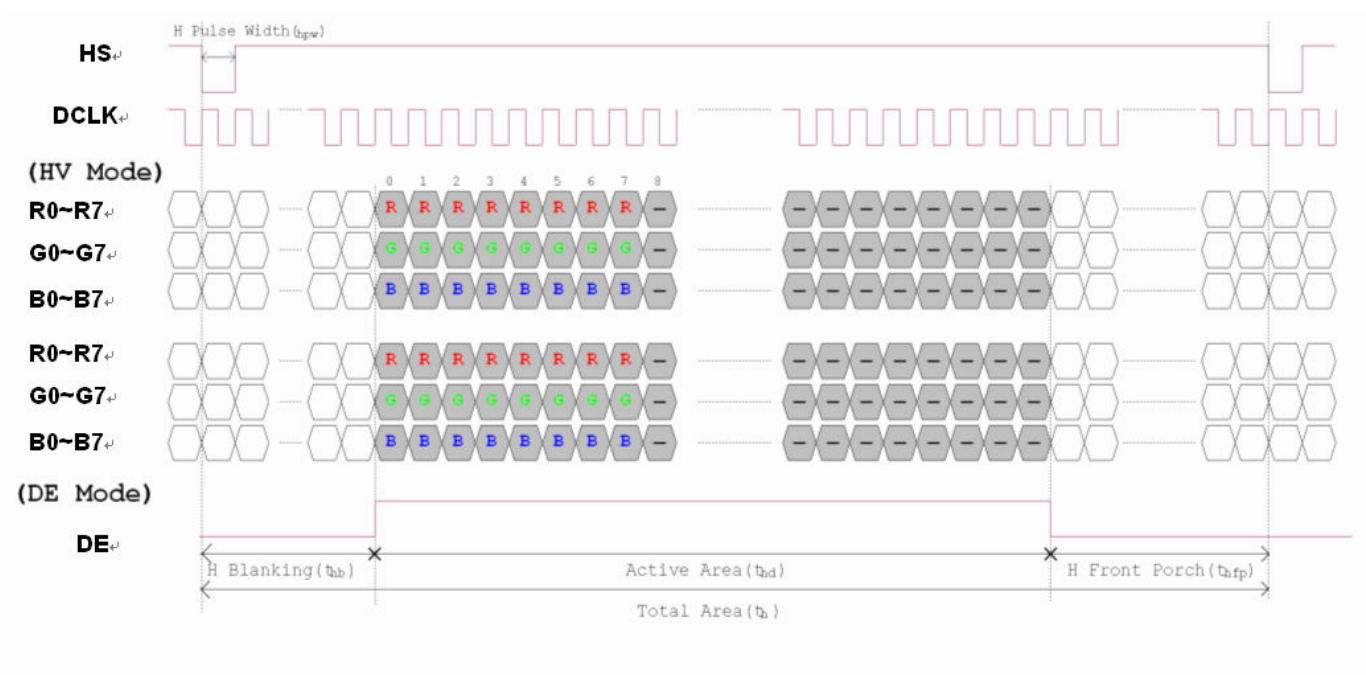 H Pulse Width(thpw)
HS↵
DCLK↵
(HV Mode)
0 1 2 3 4 5 6 7 8
R0~R7↵ R R R R R R R R — — — — — — — — —
G0~G7↵ G G G G G G G G — — — — — — — — —
B0~B7↵ B B B B B B B B — — — — — — — — —
R0~R7↵ R R R R R R R R — — — — — — — — —
G0~G7↵ G G G G G G G G — — — — — — — — —
B0~B7↵ B B B B B B B B — — — — — — — — —
(DE Mode)
DE↵
H Blanking(thb) Active Area(thd) H Front Porch(thfp)
Total Area(th)